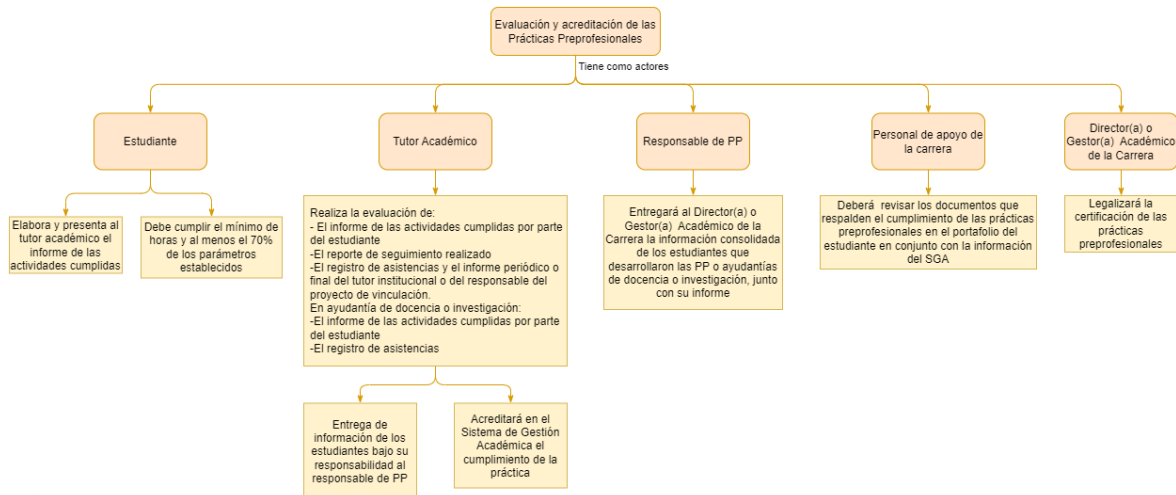 Evaluación y acreditación de las
Prácticas Preprofesionales
Tiene como actores
Estudiante
Tutor Académico
Responsable de PP
Personal de apoyo de
la carrera
Director(a) o
Gestor(a) Académico
de la Carrera
Elabora y presenta al
tutor académico el
informe de las
actividades cumplidas
Debe cumplir el mínimo de
horas y al menos el 70%
de los parámetros
establecidos
Realiza la evaluación de:
- El informe de las actividades cumplidas por parte
del estudiante
-El reporte de seguimiento realizado
-El registro de asistencias y el informe periódico o
final del tutor institucional o del responsable del
proyecto de vinculación.
En ayudantía de docencia o investigación:
-El informe de las actividades cumplidas por parte
del estudiante
-El registro de asistencias
Entregará al Director(a) o
Gestor(a) Académico de
la Carrera la información consolidada
de los estudiantes que
desarrollaron las PP o ayudantías
de docencia o investigación, junto
con su informe
Deberá revisar los documentos que
respalden el cumplimiento de las prácticas
preprofesionales en el portafolio del
estudiante en conjunto con la información
del SGA
Legalizará la
certificación de las
prácticas
preprofesionales
Entrega de
información de los
estudiantes bajo su
responsabilidad al
responsable de PP
Acreditará en el
Sistema de Gestión
Académica el
cumplimiento de la
práctica